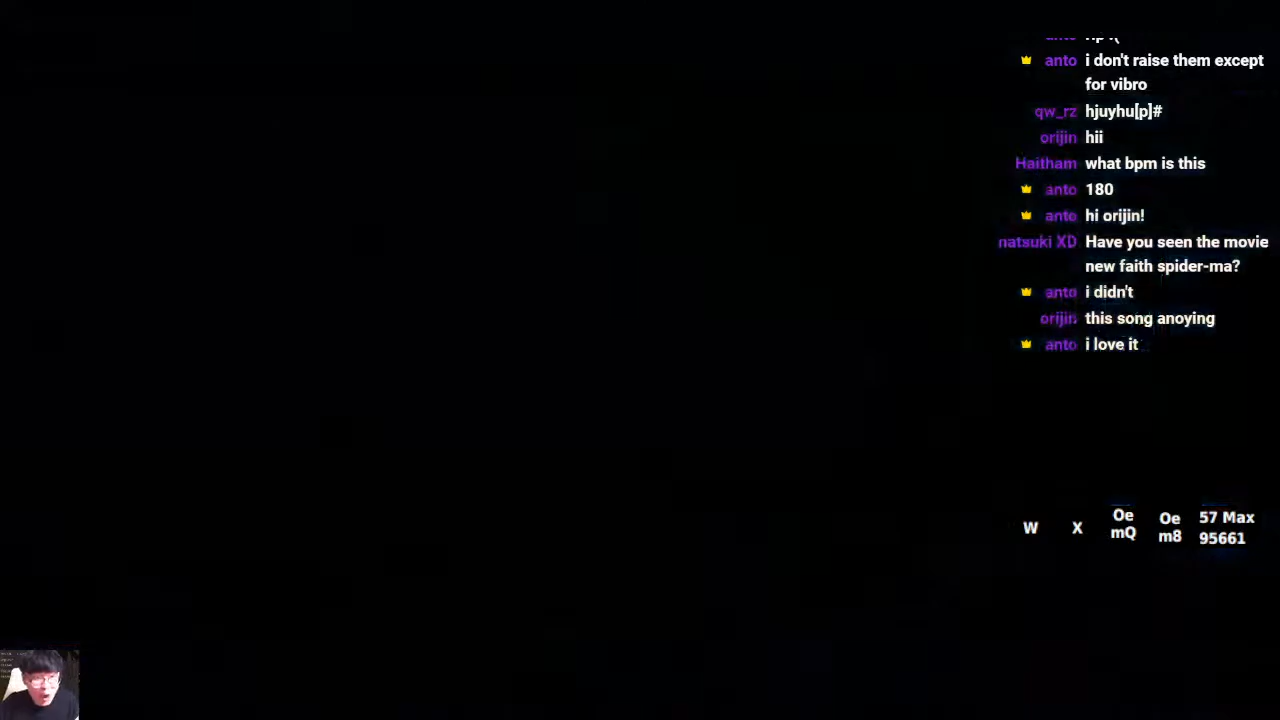 anto
anto i don't raise them except
for vibro
qw_rz hjuyhu[p]#
orijin hii
Haitham what bpm is this
anto 180
anto hi orijin!
natsuki XD Have you seen the movie
new faith spider-ma?
anto i didn't
orijin this song anoying
anto i love it
W X Oe Oe 57 Max
mQ m8 95661